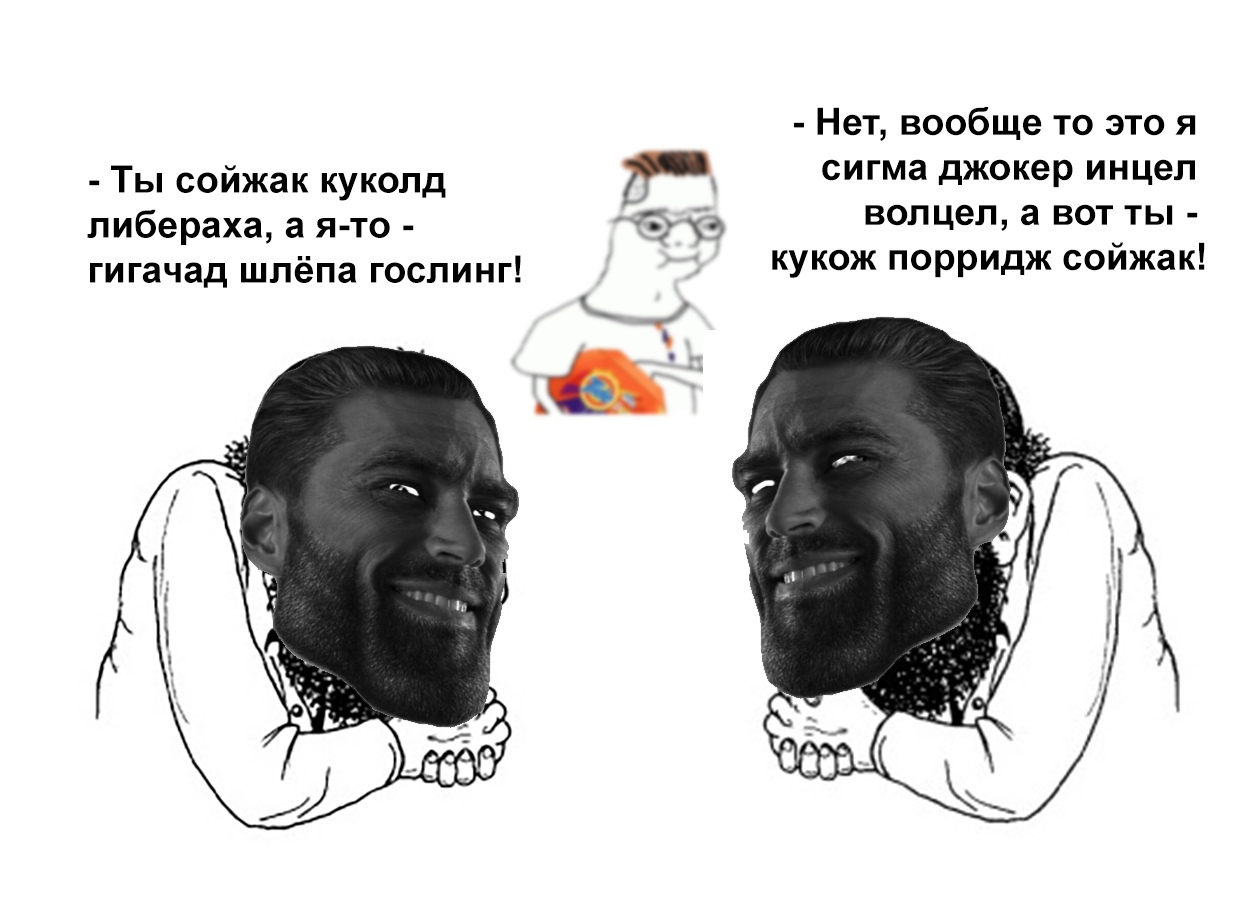 - Ты сойжак куколд
либераха, а я-то -
гигачад шлёпа гослинг!
- Нет, вообще то это я
сигма джокер инцел
волцел, а вот ты -
кукож порридж сойжак!